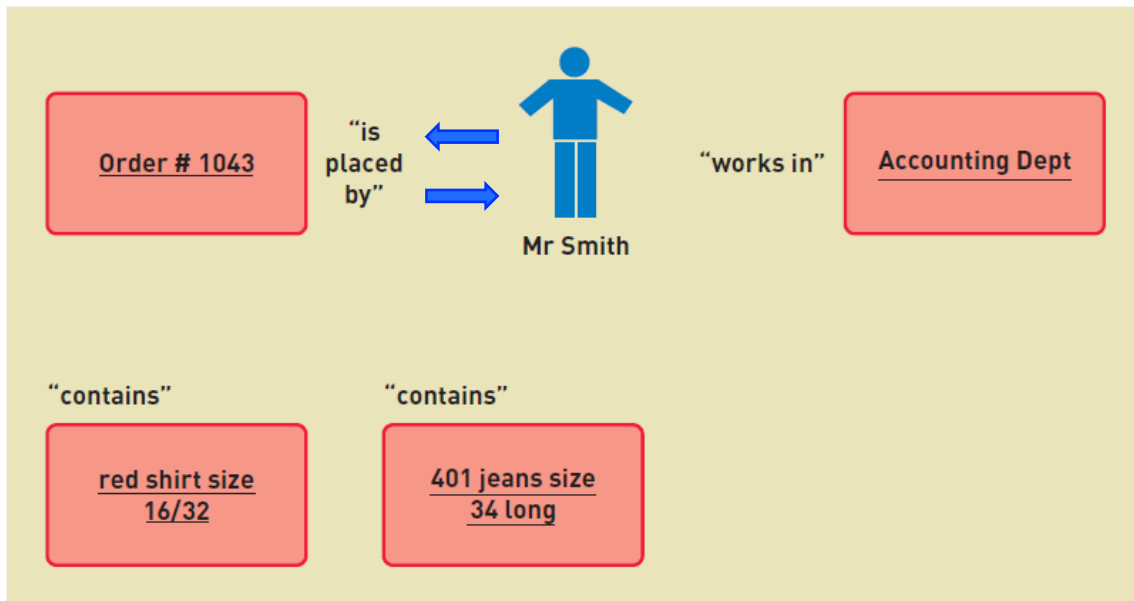 Order # 1043
“is
placed
by”
Mr Smith
“works in”
Accounting Dept
“contains”
red shirt size
16/32
“contains”
401 jeans size
34 long